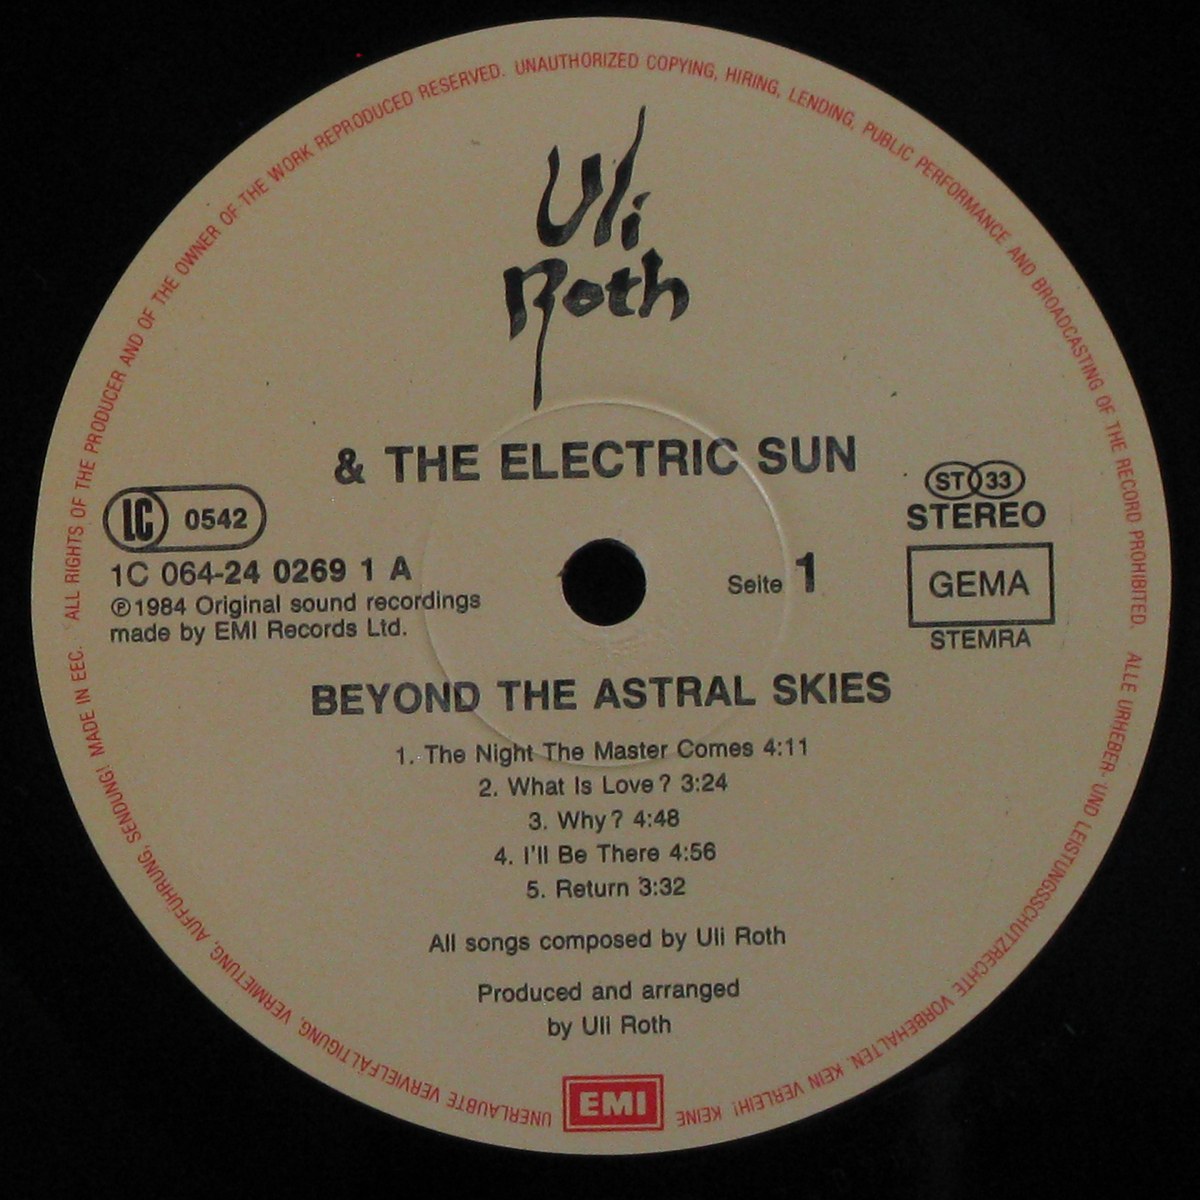 ALL RIGHTS OF THE PRODUCER AND OF THE OWNER OF THE WORK REPRODUCED RESERVED. UNAUTHORIZED COPYING, HIRING, LENDING, PUBLIC PERFORMANCE AND BROADCASTING OF THE RECORD PROHIBITED.
ALLE URHEBER- UND LEISTUNGSSCHUTZRECHTE VORBEHALTEN. KEIN VERLEIH! KEINE UNERLAUBTE VERVIELFÄLTIGUNG, VERMIETUNG, AUFFÜHRUNG, SENDUNG! MADE IN EEC.
Uli
Roth
& THE ELECTRIC SUN
LC 0542
1C 064-24 0269 1 A
℗1984 Original sound recordings
made by EMI Records Ltd.
Seite 1
ST 33
STEREO
GEMA
STEMRA
BEYOND THE ASTRAL SKIES
1. The Night The Master Comes 4:11
2. What Is Love? 3:24
3. Why? 4:48
4. I'll Be There 4:56
5. Return 3:32
All songs composed by Uli Roth
Produced and arranged
by Uli Roth
EMI